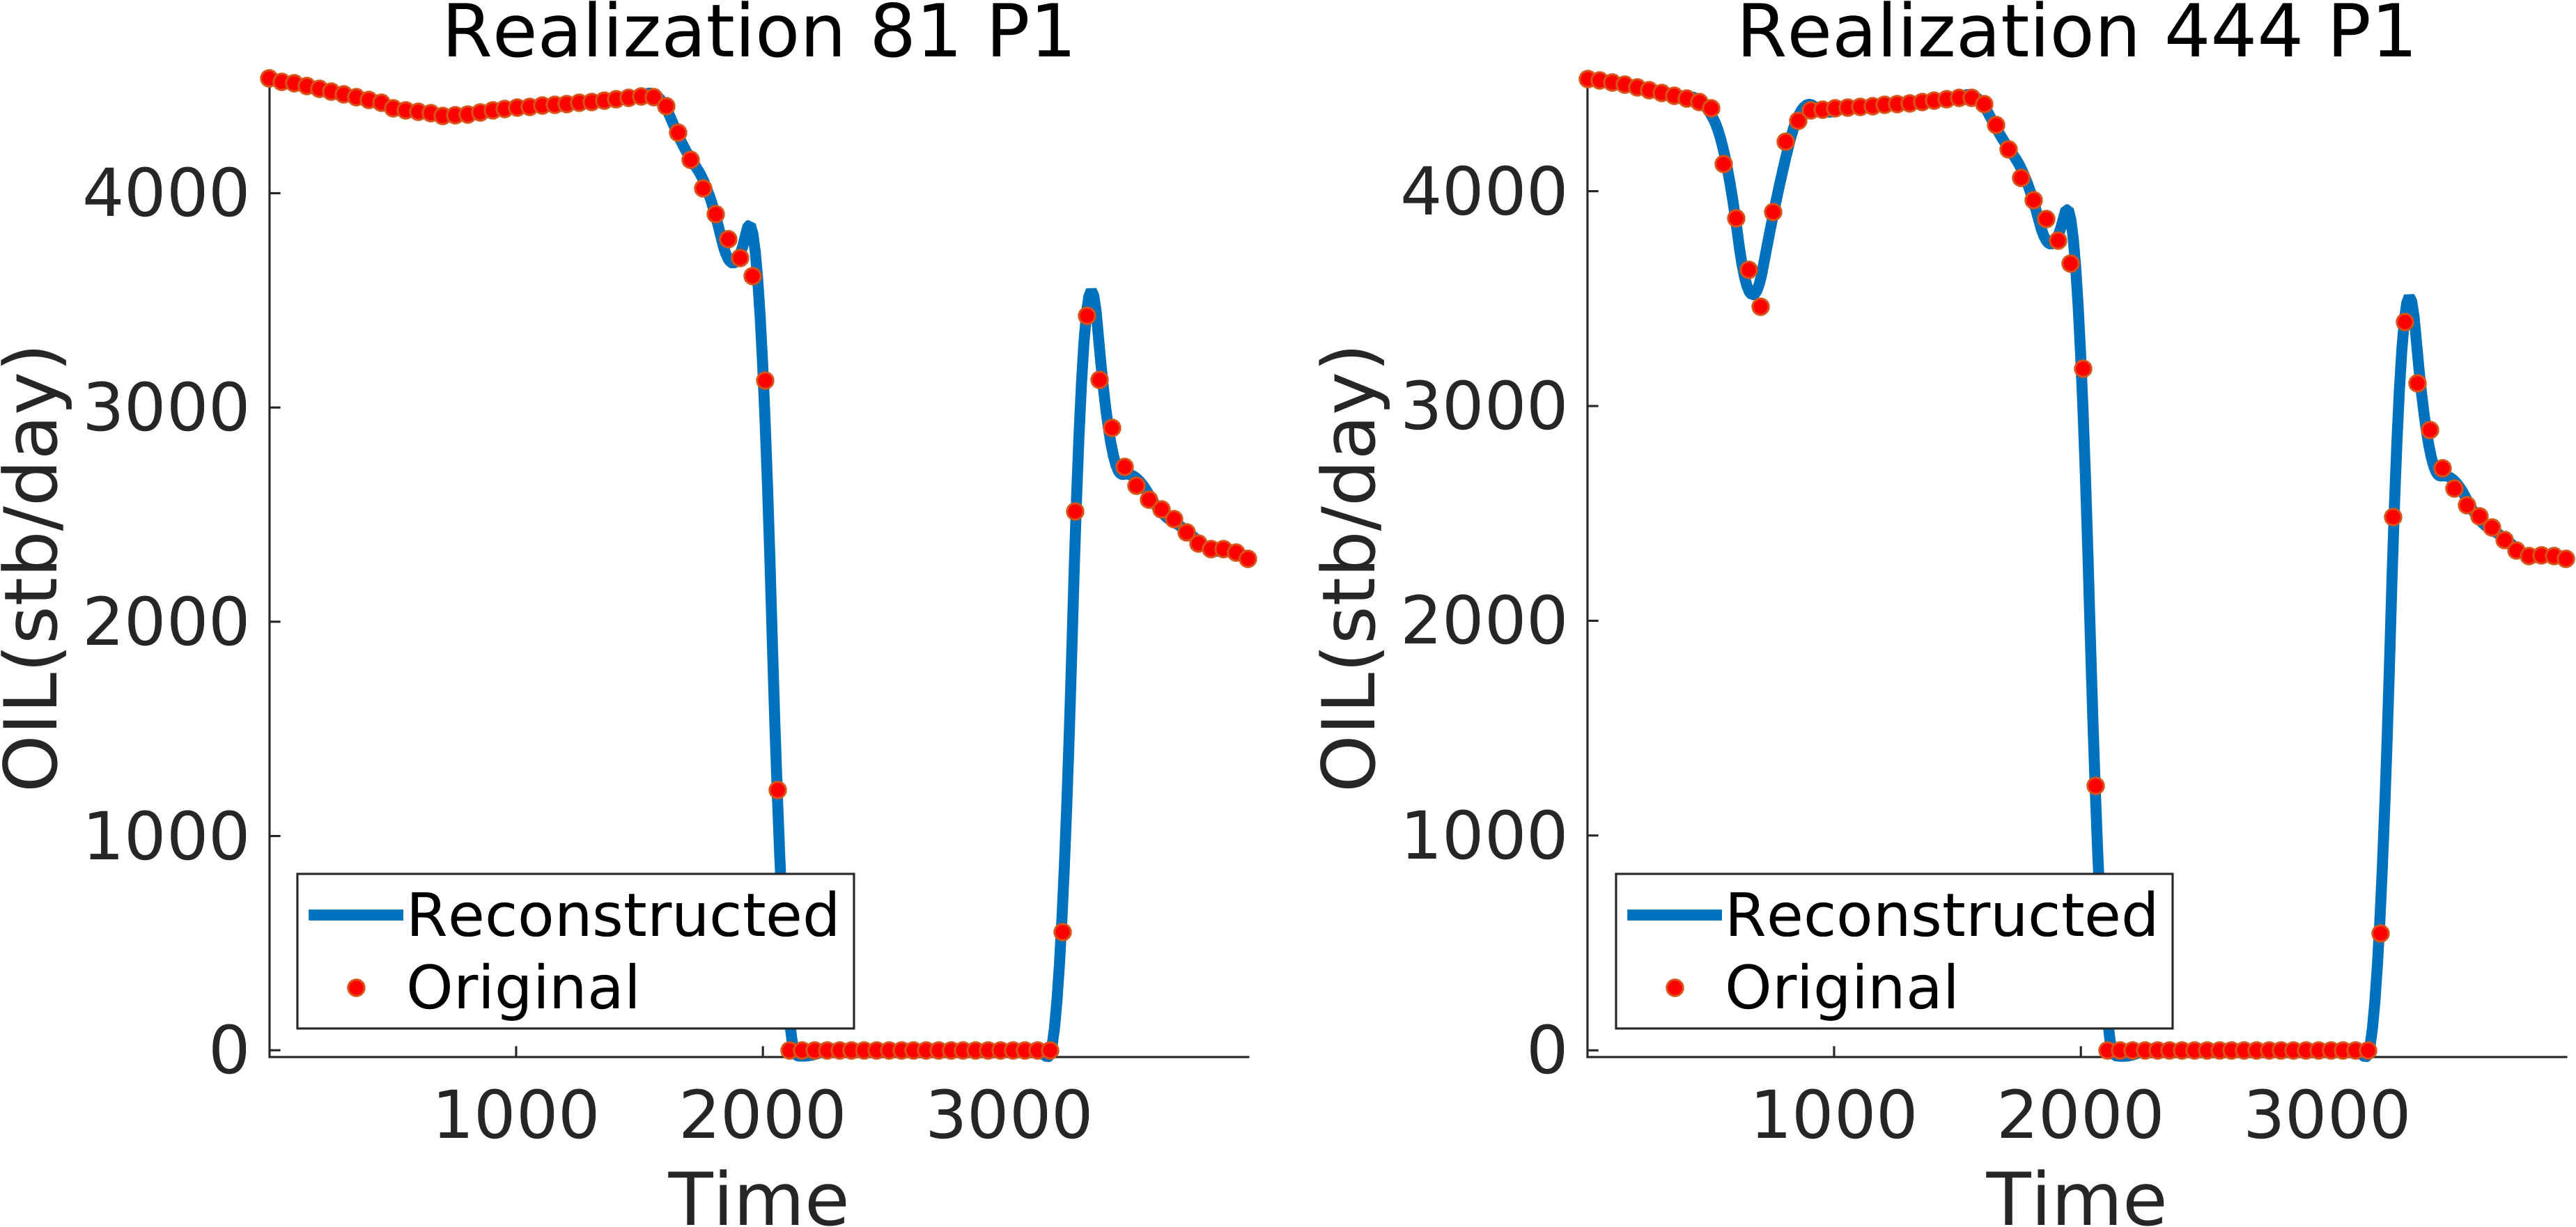 Realization 81 P1
OIL(stb/day)
4000
3000
2000
1000
0
Reconstructed
Original
1000 2000 3000
Time
Realization 444 P1
OIL(stb/day)
4000
3000
2000
1000
0
Reconstructed
Original
1000 2000 3000
Time